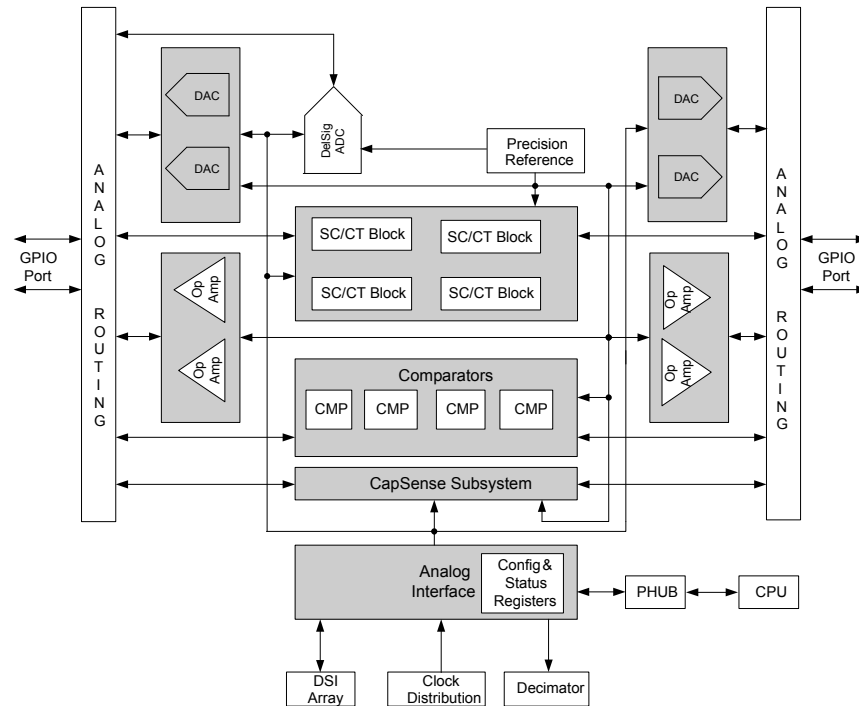 DAC
DAC
DelSig
ADC
Precision
Reference
DAC
DAC
A
N
A
L
O
G
R
O
U
T
I
N
G
GPIO
Port
SC/CT Block
SC/CT Block
SC/CT Block
SC/CT Block
A
N
A
L
O
G
R
O
U
T
I
N
G
GPIO
Port
Op
Amp
Op
Amp
Op
Amp
Op
Amp
Comparators
CMP
CMP
CMP
CMP
CapSense Subsystem
Analog
Interface
Config &
Status
Registers
PHUB
CPU
DSI
Array
Clock
Distribution
Decimator